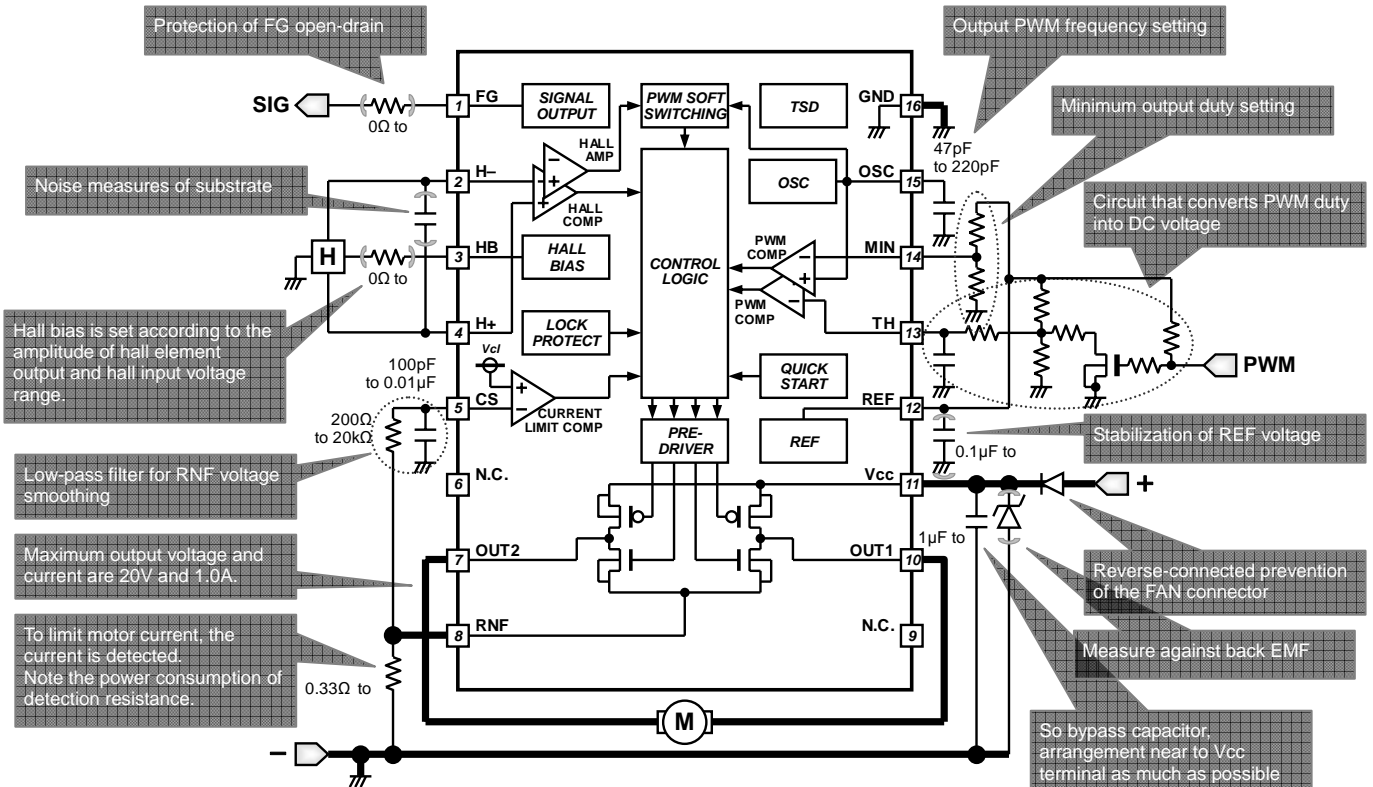 Protection of FG open-drain
Output PWM frequency setting
SIG
0Ω to
1
FG
SIGNAL
OUTPUT
PWM SOFT
SWITCHING
TSD
GND
16
Minimum output duty setting
47pF
to 220pF
HALL
AMP
Noise measures of substrate
2
H–
–
+
–
+
HALL
COMP
OSC
OSC
15
Circuit that converts PWM duty
into DC voltage
H
0Ω to
3
HB
HALL
BIAS
CONTROL
LOGIC
PWM
COMP
–
+
–
PWM
COMP
MIN
14
Hall bias is set according to the
amplitude of hall element
output and hall input voltage
range.
4
H+
LOCK
PROTECT
TH
13
PWM
100pF
to 0.01µF
Vcl
+
–
CURRENT
LIMIT COMP
QUICK
START
200Ω
to 20kΩ
5
CS
REF
12
PRE-
DRIVER
REF
0.1µF to
Stabilization of REF voltage
Low-pass filter for RNF voltage
smoothing
6
N.C.
Vcc
11
+
1µF to
Maximum output voltage and
current are 20V and 1.0A.
7
OUT2
OUT1
10
Reverse-connected prevention
of the FAN connector
To limit motor current, the
current is detected.
Note the power consumption of
detection resistance.
0.33Ω to
8
RNF
N.C.
9
Measure against back EMF
M
So bypass capacitor,
arrangement near to Vcc
terminal as much as possible
–